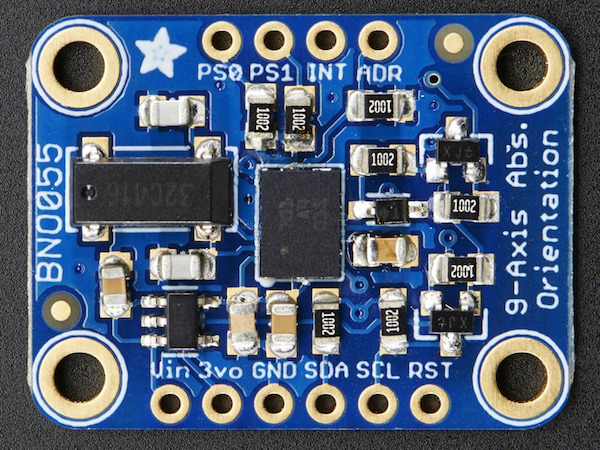 PS0 PS1 INT ADR
BNO055
9-Axis Abs.
Orientation
1002
1002
1002
1002
1002
1002
1002
1002
32C416
Vin 3vo GND SDA SCL RST